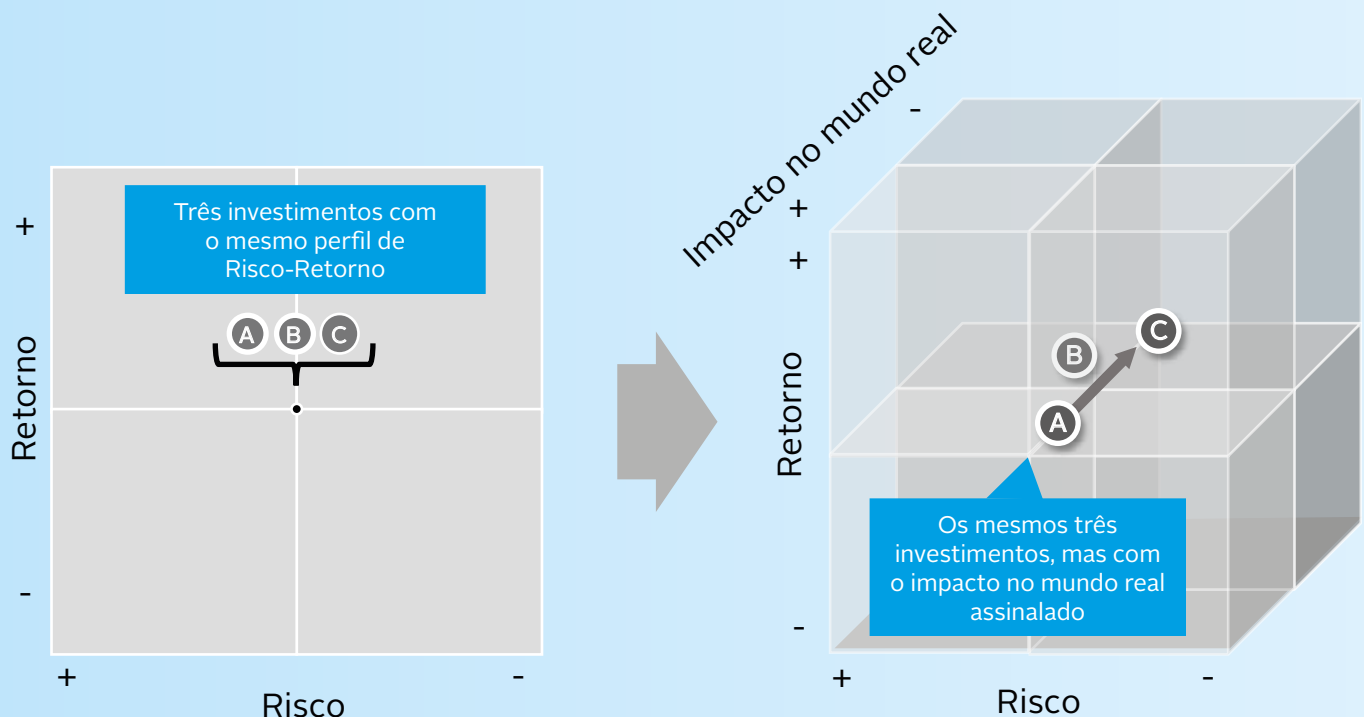 Três investimentos com
o mesmo perfil de
Risco-Retorno
A B C
+
Retorno
-
+ -
Risco
Impacto no mundo real
-
+
+
Retorno
-
C
B
A
Os mesmos três
investimentos, mas com
o impacto no mundo real
assinalado
+ -
Risco